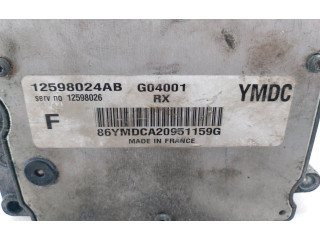 12598024AB G04001 YMDC
serv no 12598026 RX
F
86YMDCA20951159G
MADE IN FRANCE